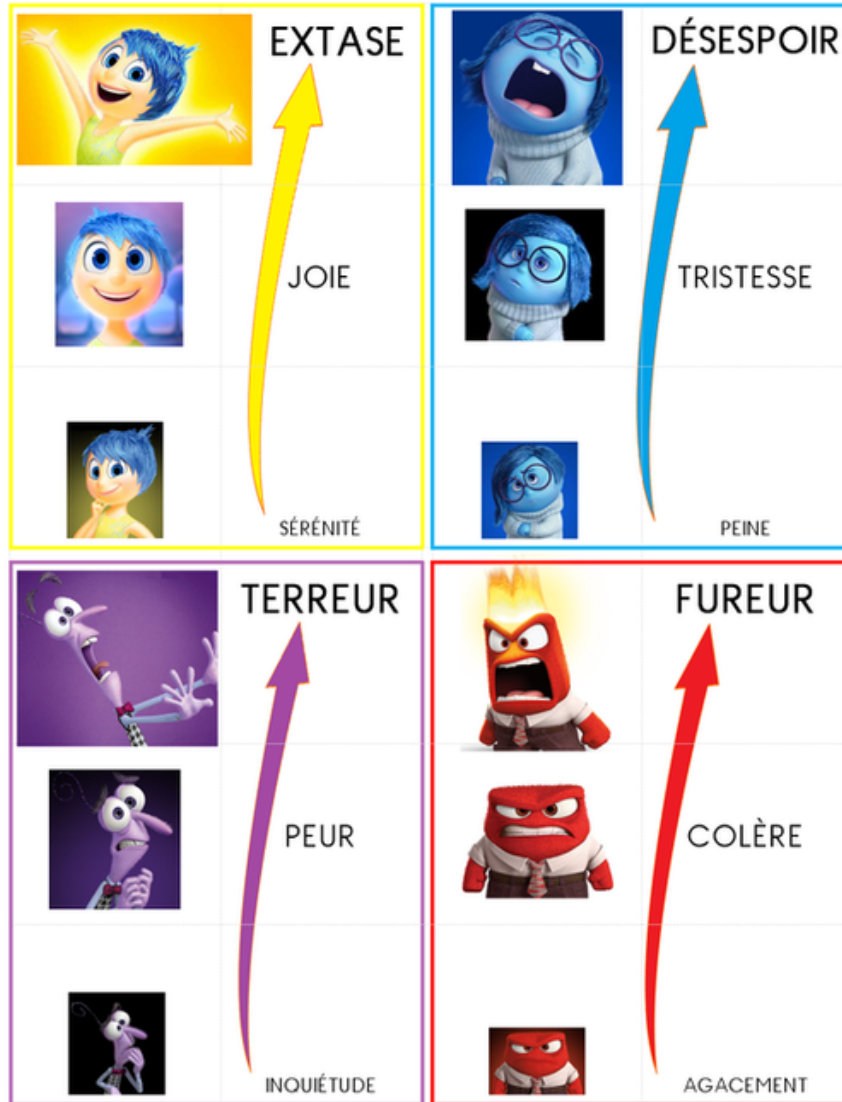 EXTASE
JOIE
SÉRÉNITÉ
DÉSESPOIR
TRISTESSE
PEINE
TERREUR
PEUR
INQUIÉTUDE
FUREUR
COLÈRE
AGACEMENT